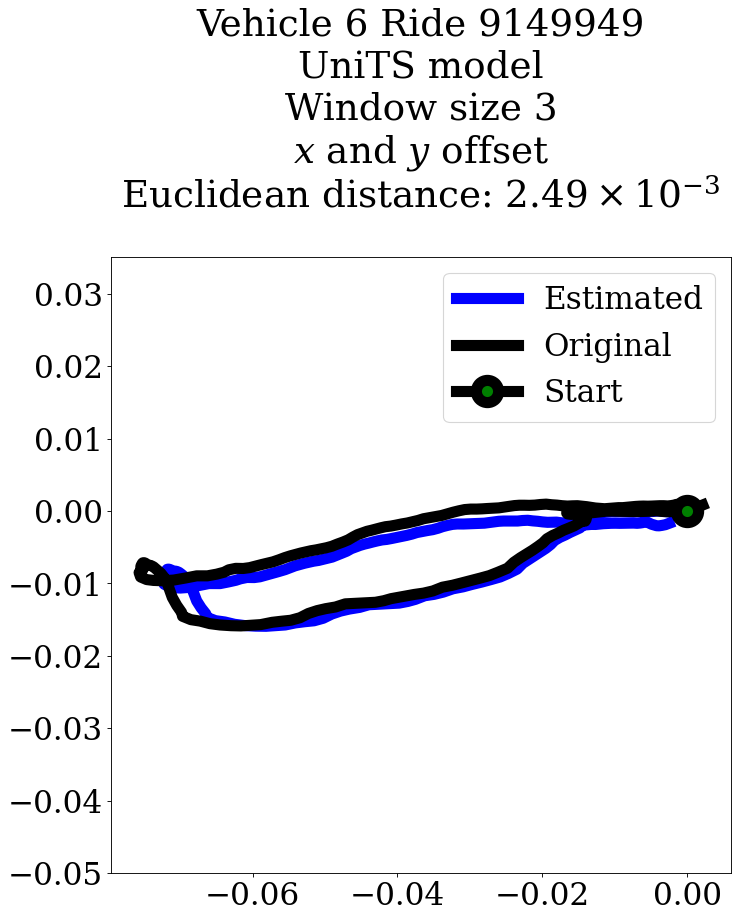 Vehicle 6 Ride 9149949
UniTS model
Window size 3
x and y offset
Euclidean distance: 2.49 × 10⁻³
Estimated
Original
Start
0.03
0.02
0.01
0.00
−0.01
−0.02
−0.03
−0.04
−0.05
−0.06 −0.04 −0.02 0.00